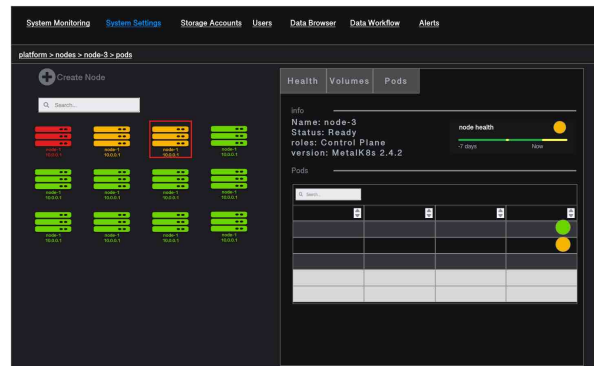 System Monitoring System Settings Storage Accounts Users Data Browser Data Workflow Alerts
platform > nodes > node-3 > pods
Create Node
Search...
node-1 node-1 node-1 node-1
10.0.0.1 10.0.0.1 10.0.0.1 10.0.0.1
node-1 node-1 node-1 node-1
10.0.0.1 10.0.0.1 10.0.0.1 10.0.0.1
node-1 node-1 node-1 node-1
10.0.0.1 10.0.0.1 10.0.0.1 10.0.0.1
Health Volumes Pods
info
Name: node-3
Status: Ready
roles: Control Plane
version: MetalK8s 2.4.2
node health
-7 days Now
Pods
Search...